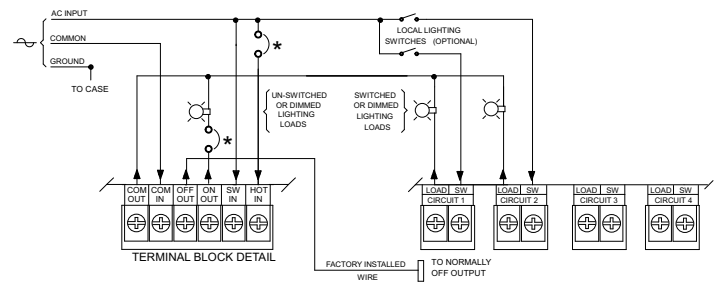 AC INPUT
COMMON
GROUND
TO CASE
*
*
LOCAL LIGHTING
SWITCHES (OPTIONAL)
UN-SWITCHED
OR DIMMED
LIGHTING
LOADS
SWITCHED
OR DIMMED
LIGHTING
LOADS
COM OUT
COM IN
OFF OUT
ON OUT
SW IN
HOT IN
TERMINAL BLOCK DETAIL
LOAD SW
CIRCUIT 1
LOAD SW
CIRCUIT 2
LOAD SW
CIRCUIT 3
LOAD SW
CIRCUIT 4
FACTORY INSTALLED
WIRE
TO NORMALLY
OFF OUTPUT